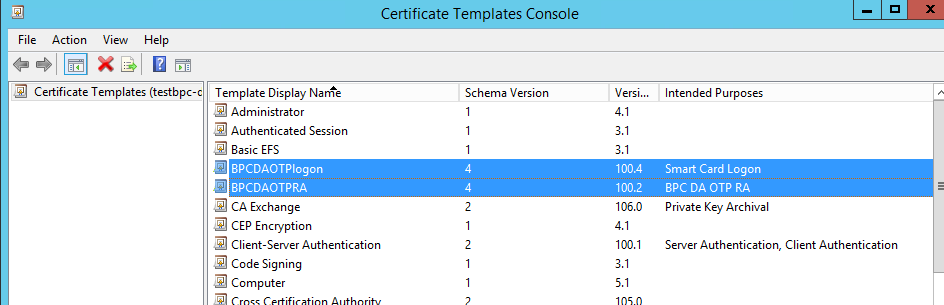 Certificate Templates Console
File Action View Help
Certificate Templates (testbpc-d
Template Display Name Schema Version Versi... Intended Purposes
Administrator 1 4.1
Authenticated Session 1 3.1
Basic EFS 1 3.1
BPCDAOTPlogon 4 100.4 Smart Card Logon
BPCDAOTPRA 4 100.2 BPC DA OTP RA
CA Exchange 2 106.0 Private Key Archival
CEP Encryption 1 4.1
Client-Server Authentication 2 100.1 Server Authentication, Client Authentication
Code Signing 1 3.1
Computer 1 5.1
Cross Certification Authority 2 105.0